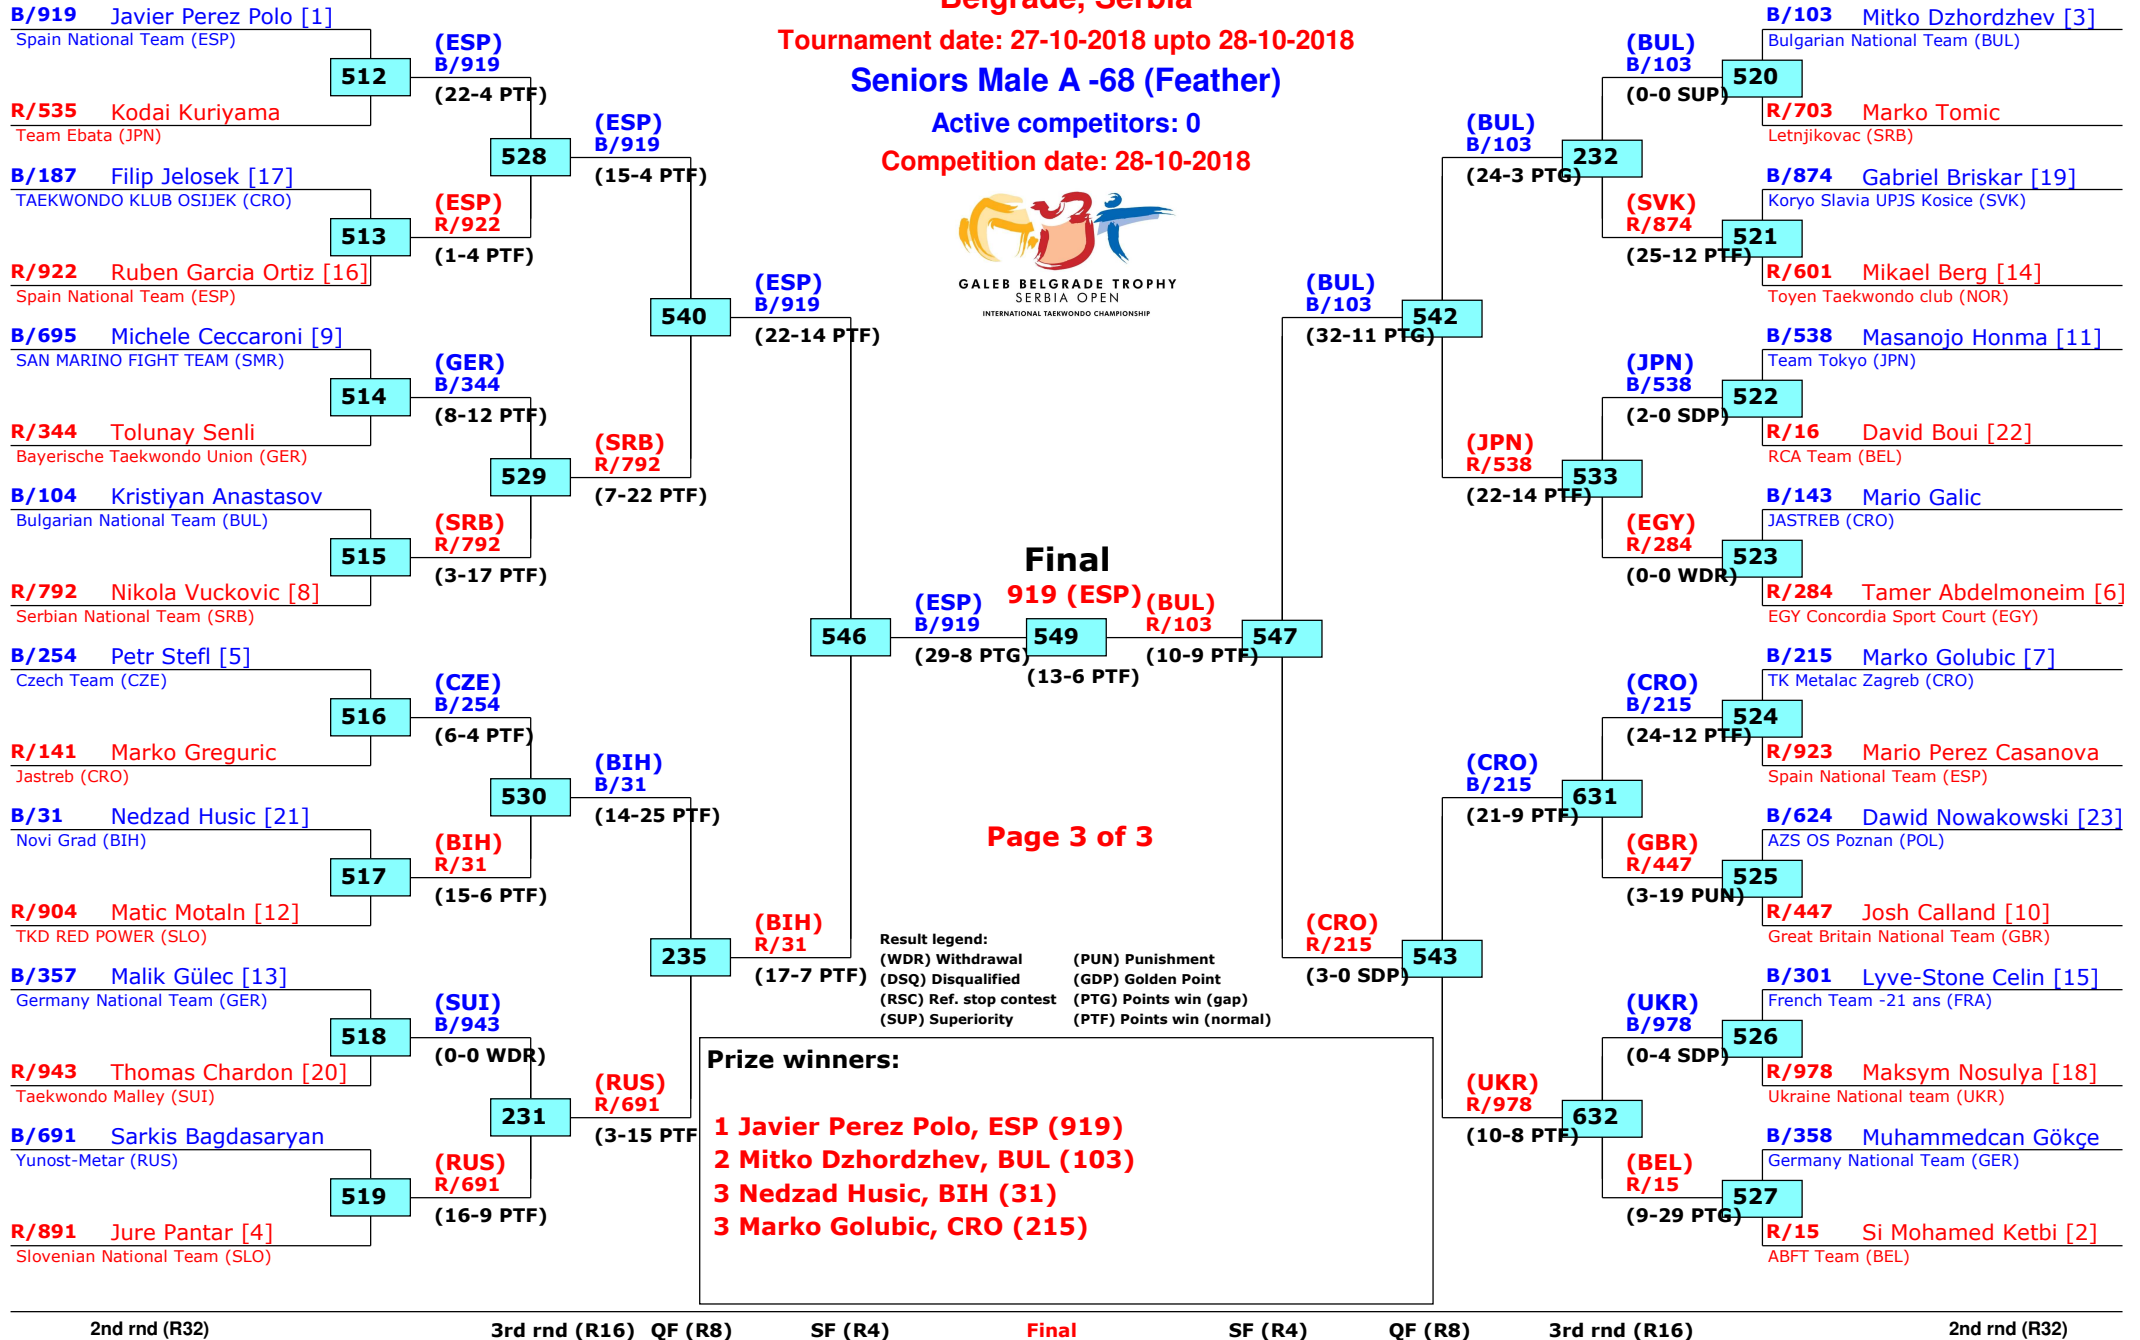 Belgrade, Serbia
Tournament date: 27-10-2018 upto 28-10-2018
Seniors Male A -68 (Feather)
Active competitors: 0
Competition date: 28-10-2018
GALEB BELGRADE TROPHY
SERBIA OPEN
INTERNATIONAL TAEKWONDO CHAMPIONSHIP
B/919 Javier Perez Polo [1]
Spain National Team (ESP)
512
R/535 Kodai Kuriyama
Team Ebata (JPN)
B/187 Filip Jelosek [17]
TAEKWONDO KLUB OSIJEK (CRO)
513
R/922 Ruben Garcia Ortiz [16]
Spain National Team (ESP)
B/695 Michele Ceccaroni [9]
SAN MARINO FIGHT TEAM (SMR)
514
R/344 Tolunay Senli
Bayerische Taekwondo Union (GER)
B/104 Kristiyan Anastasov
Bulgarian National Team (BUL)
515
R/792 Nikola Vuckovic [8]
Serbian National Team (SRB)
B/254 Petr Stefl [5]
Czech Team (CZE)
516
R/141 Marko Greguric
Jastreb (CRO)
B/31 Nedzad Husic [21]
Novi Grad (BIH)
517
R/904 Matic Motaln [12]
TKD RED POWER (SLO)
B/357 Malik Gülec [13]
Germany National Team (GER)
518
R/943 Thomas Chardon [20]
Taekwondo Malley (SUI)
B/691 Sarkis Bagdasaryan
Yunost-Metar (RUS)
519
R/891 Jure Pantar [4]
Slovenian National Team (SLO)
(ESP)
B/919
(22-4 PTF)
528
(ESP)
R/922
(1-4 PTF)
(GER)
B/344
(8-12 PTF)
529
(SRB)
R/792
(3-17 PTF)
(CZE)
B/254
(6-4 PTF)
530
(BIH)
R/31
(15-6 PTF)
(SUI)
B/943
(0-0 WDR)
231
(RUS)
R/691
(16-9 PTF)
(ESP)
B/919
(15-4 PTF)
540
(SRB)
R/792
(7-22 PTF)
(BIH)
B/31
(14-25 PTF)
235
(RUS)
R/691
(3-15 PTF
(ESP)
B/919
(22-14 PTF)
546
(BIH)
R/31
(17-7 PTF)
(ESP)
B/919
(29-8 PTG)
Final
919 (ESP)
549
(13-6 PTF)
(BUL)
R/103
(10-9 PTF)
547
(BUL)
B/103
(32-11 PTG)
542
(CRO)
R/215
(3-0 SDP)
543
(BUL)
B/103
(24-3 PTG)
232
(JPN)
R/538
(22-14 PTF)
533
(CRO)
B/215
(21-9 PTF)
631
(UKR)
R/978
(10-8 PTF)
632
(BUL)
B/103
(0-0 SUP)
(SVK)
R/874
(25-12 PTF)
(JPN)
B/538
(2-0 SDP)
(EGY)
R/284
(0-0 WDR)
(CRO)
B/215
(24-12 PTF)
(GBR)
R/447
(3-19 PUN)
(UKR)
B/978
(0-4 SDP)
(BEL)
R/15
(9-29 PTG)
B/103 Mitko Dzhordzhev [3]
Bulgarian National Team (BUL)
520
R/703 Marko Tomic
Letnjikovac (SRB)
B/874 Gabriel Briskar [19]
Koryo Slavia UPJS Kosice (SVK)
521
R/601 Mikael Berg [14]
Toyen Taekwondo club (NOR)
B/538 Masanojo Honma [11]
Team Tokyo (JPN)
522
R/16 David Boui [22]
RCA Team (BEL)
B/143 Mario Galic
JASTREB (CRO)
523
R/284 Tamer Abdelmoneim [6]
EGY Concordia Sport Court (EGY)
B/215 Marko Golubic [7]
TK Metalac Zagreb (CRO)
524
R/923 Mario Perez Casanova
Spain National Team (ESP)
B/624 Dawid Nowakowski [23]
AZS OS Poznan (POL)
525
R/447 Josh Calland [10]
Great Britain National Team (GBR)
B/301 Lyve-Stone Celin [15]
French Team -21 ans (FRA)
526
R/978 Maksym Nosulya [18]
Ukraine National team (UKR)
B/358 Muhammedcan Gökçe
Germany National Team (GER)
527
R/15 Si Mohamed Ketbi [2]
ABFT Team (BEL)
Page 3 of 3
Result legend:
(WDR) Withdrawal (PUN) Punishment
(DSQ) Disqualified (GDP) Golden Point
(RSC) Ref. stop contest (PTG) Points win (gap)
(SUP) Superiority (PTF) Points win (normal)
Prize winners:
1 Javier Perez Polo, ESP (919)
2 Mitko Dzhordzhev, BUL (103)
3 Nedzad Husic, BIH (31)
3 Marko Golubic, CRO (215)
2nd rnd (R32) 3rd rnd (R16) QF (R8) SF (R4) Final SF (R4) QF (R8) 3rd rnd (R16) 2nd rnd (R32)